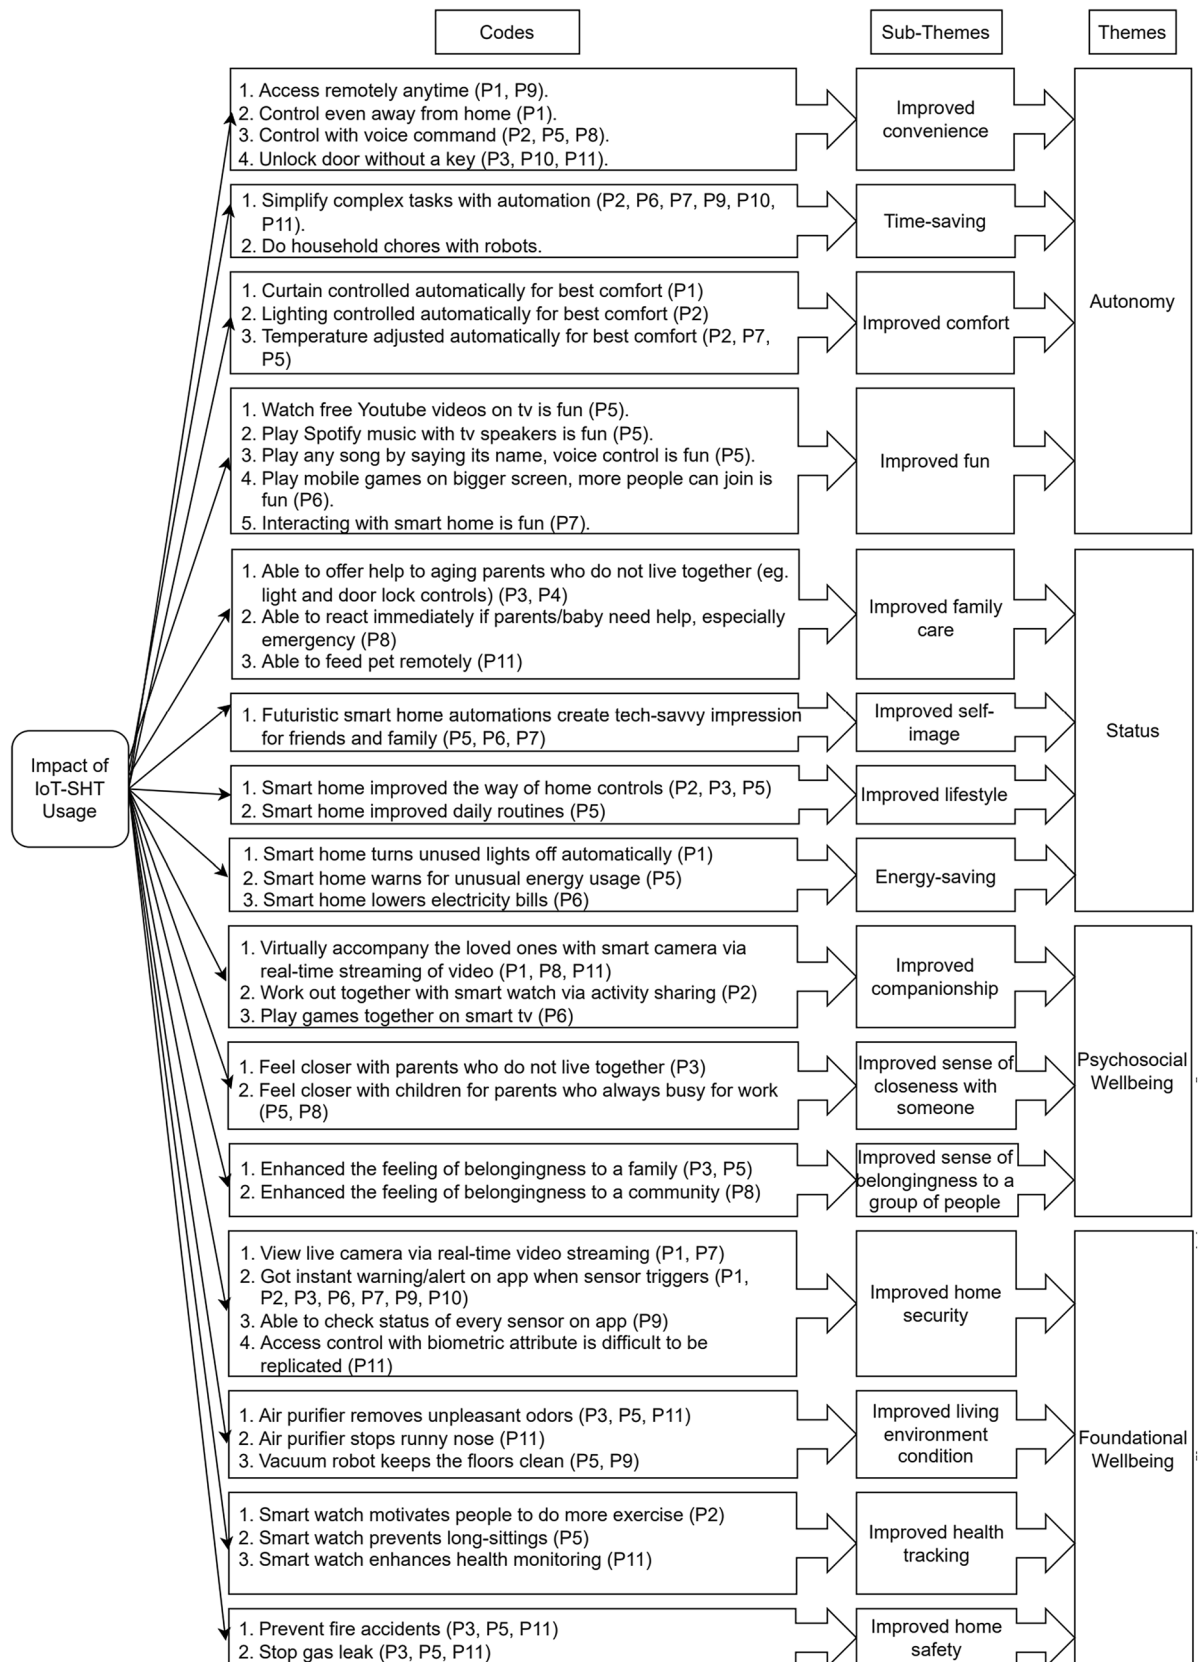 Codes
Sub-Themes
Themes
1. Access remotely anytime (P1, P9).
2. Control even away from home (P1).
3. Control with voice command (P2, P5, P8).
4. Unlock door without a key (P3, P10, P11).
Improved
convenience
1. Simplify complex tasks with automation (P2, P6, P7, P9, P10,
P11).
2. Do household chores with robots.
Time-saving
1. Curtain controlled automatically for best comfort (P1)
2. Lighting controlled automatically for best comfort (P2)
3. Temperature adjusted automatically for best comfort (P2, P7,
P5)
Improved comfort
1. Watch free Youtube videos on tv is fun (P5).
2. Play Spotify music with tv speakers is fun (P5).
3. Play any song by saying its name, voice control is fun (P5).
4. Play mobile games on bigger screen, more people can join is
fun (P6).
5. Interacting with smart home is fun (P7).
Improved fun
Autonomy
1. Able to offer help to aging parents who do not live together (eg.
light and door lock controls) (P3, P4)
2. Able to react immediately if parents/baby need help, especially
emergency (P8)
3. Able to feed pet remotely (P11)
Improved family
care
1. Futuristic smart home automations create tech-savvy impression
for friends and family (P5, P6, P7)
Improved self-
image
1. Smart home improved the way of home controls (P2, P3, P5)
2. Smart home improved daily routines (P5)
Improved lifestyle
1. Smart home turns unused lights off automatically (P1)
2. Smart home warns for unusual energy usage (P5)
3. Smart home lowers electricity bills (P6)
Energy-saving
Status
Impact of
IoT-SHT
Usage
1. Virtually accompany the loved ones with smart camera via
real-time streaming of video (P1, P8, P11)
2. Work out together with smart watch via activity sharing (P2)
3. Play games together on smart tv (P6)
Improved
companionship
1. Feel closer with parents who do not live together (P3)
2. Feel closer with children for parents who always busy for work
(P5, P8)
Improved sense of
closeness with
someone
1. Enhanced the feeling of belongingness to a family (P3, P5)
2. Enhanced the feeling of belongingness to a community (P8)
Improved sense of
belongingness to a
group of people
Psychosocial
Wellbeing
1. View live camera via real-time video streaming (P1, P7)
2. Got instant warning/alert on app when sensor triggers (P1,
P2, P3, P6, P7, P9, P10)
3. Able to check status of every sensor on app (P9)
4. Access control with biometric attribute is difficult to be
replicated (P11)
Improved home
security
1. Air purifier removes unpleasant odors (P3, P5, P11)
2. Air purifier stops runny nose (P11)
3. Vacuum robot keeps the floors clean (P5, P9)
Improved living
environment
condition
1. Smart watch motivates people to do more exercise (P2)
2. Smart watch prevents long-sittings (P5)
3. Smart watch enhances health monitoring (P11)
Improved health
tracking
1. Prevent fire accidents (P3, P5, P11)
2. Stop gas leak (P3, P5, P11)
Improved home
safety
Foundational
Wellbeing